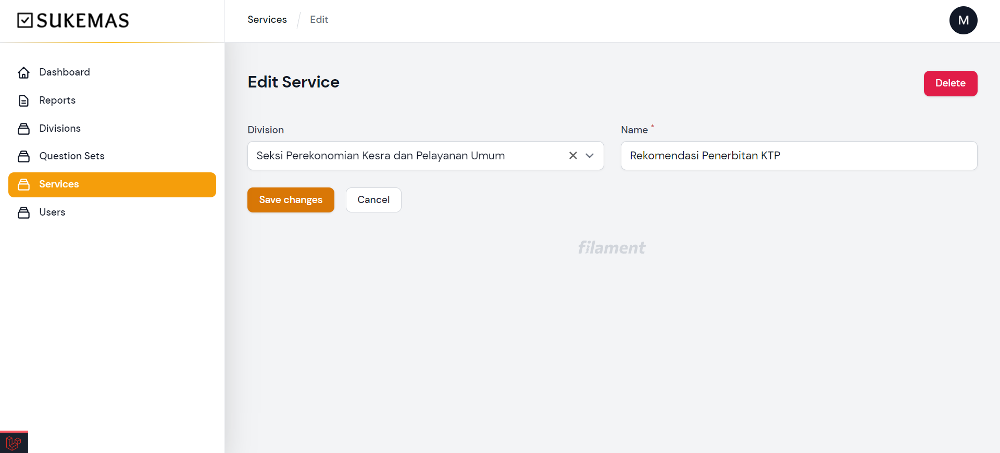 SUKEMAS
Services / Edit
M
Dashboard
Reports
Divisions
Question Sets
Services
Users
Edit Service
Delete
Division
Seksi Perekonomian Kesra dan Pelayanan Umum
Name *
Rekomendasi Penerbitan KTP
Save changes
Cancel
filament